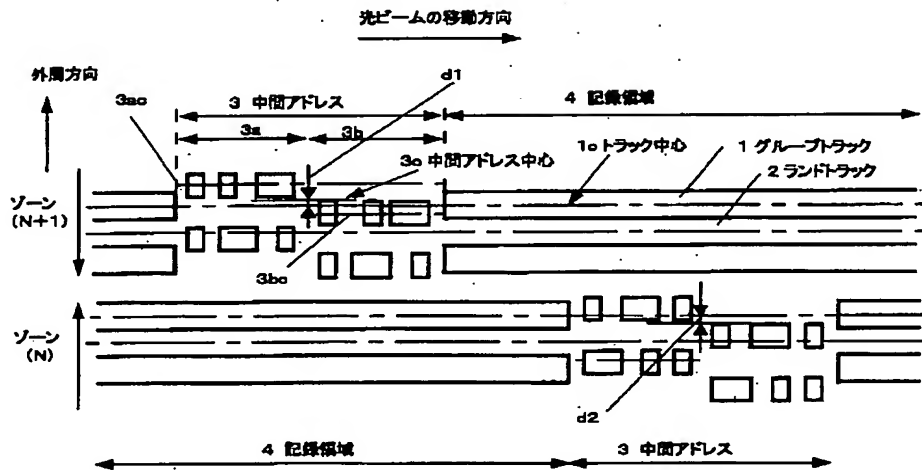 光ビームの移動方向
外周方向
d1
3ac
3 中間アドレス
4 記録領域
3a
3b
3c 中間アドレス中心
1c トラック中心
1 グループトラック
2 ランドトラック
ゾーン
(N+1)
3bc
ゾーン
(N)
d2
4 記録領域
3 中間アドレス